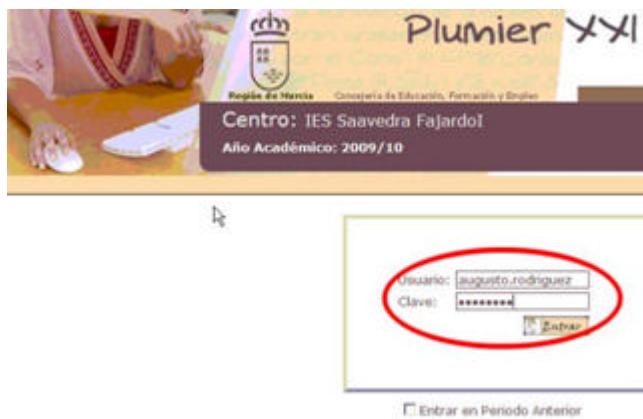 Plumier XXI
Región de Murcia
Consejería de Educación, Formación y Empleo
Centro: IES Saavedra FajardoI
Año Académico: 2009/10
Usuario: augusto.rodriguez
Clave: ••••••••
Entrar
Entrar en Periodo Anterior